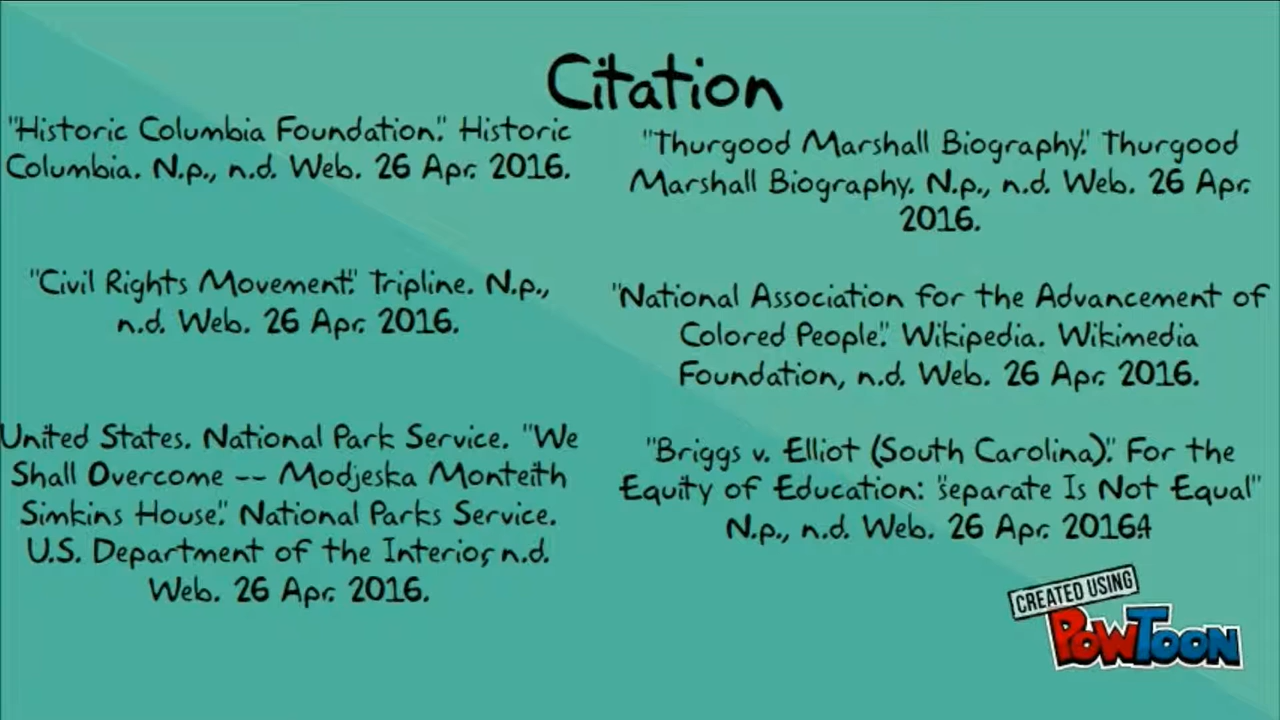 Citation
"Historic Columbia Foundation." Historic
Columbia. N.p., n.d. Web. 26 Apr. 2016.
"Civil Rights Movement." Tripline. N.p.,
n.d. Web. 26 Apr. 2016.
United States. National Park Service. "We
Shall Overcome -- Modjeska Monteith
Simkins House." National Parks Service.
U.S. Department of the Interior, n.d.
Web. 26 Apr. 2016.
"Thurgood Marshall Biography." Thurgood
Marshall Biography. N.p., n.d. Web. 26 Apr.
2016.
"National Association for the Advancement of
Colored People." Wikipedia. Wikimedia
Foundation, n.d. Web. 26 Apr. 2016.
"Briggs v. Elliot (South Carolina)." For the
Equity of Education: "separate Is Not Equal"
N.p., n.d. Web. 26 Apr. 20164
CREATED USING
POWTOON